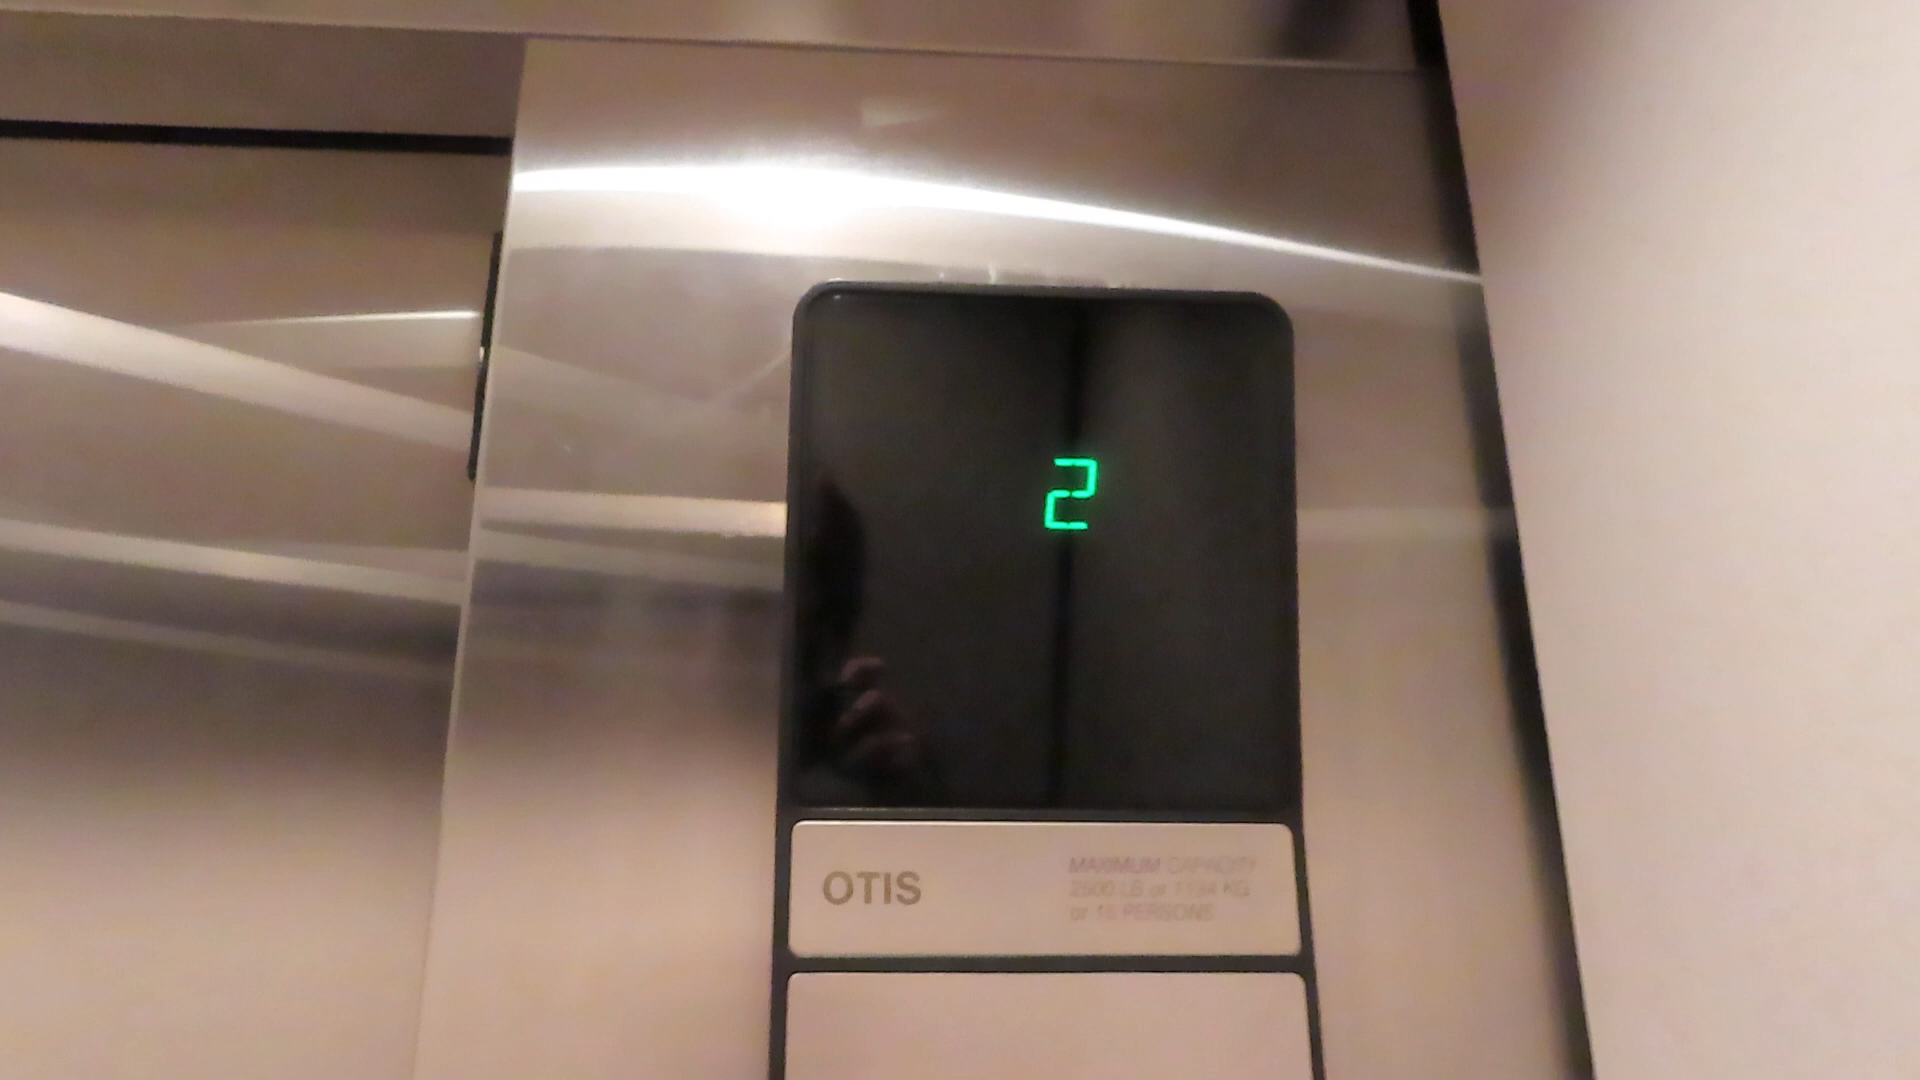 2
OTIS
MAXIMUM CAPACITY
2500 LB or 1134 KG
or 16 PERSONS